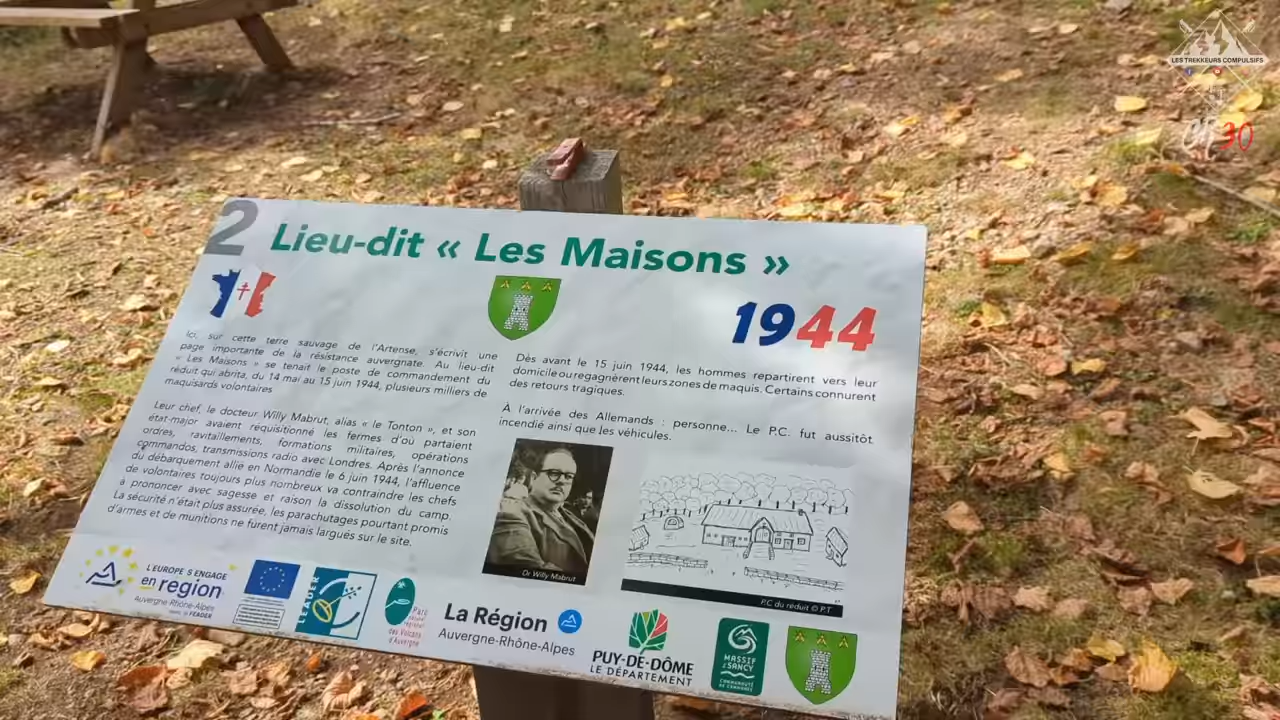 LES TREKKEURS COMPULSIFS
CR30
2
Lieu-dit « Les Maisons »
1944
Ici, sur cette terre sauvage de l'Artense, s'écrivit une
page importante de la résistance auvergnate. Au lieu-dit
« Les Maisons » se tenait le poste de commandement du
réduit qui abrita, du 14 mai au 15 juin 1944, plusieurs milliers de
maquisards volontaires
Leur chef, le docteur Willy Mabrut, alias « le Tonton », et son
état-major avaient réquisitionné les fermes d'où partaient
ordres, ravitaillements, formations militaires, opérations
commandos, transmissions radio avec Londres. Après l'annonce
du débarquement allié en Normandie le 6 juin 1944, l'affluence
de volontaires toujours plus nombreux va contraindre les chefs
à prononcer avec sagesse et raison la dissolution du camp.
La sécurité n'était plus assurée, les parachutages pourtant promis
d'armes et de munitions ne furent jamais largués sur le site.
Dès avant le 15 juin 1944, les hommes repartirent vers leur
domicile ou regagnèrent leurs zones de maquis. Certains connurent
des retours tragiques.
À l'arrivée des Allemands : personne... Le P.C. fut aussitôt
incendié ainsi que les véhicules.
Dr Willy Mabrut
P.C du réduit © P.T
L'EUROPE S'ENGAGE
en région
Auvergne-Rhône-Alpes
avec le FEADER
LEADER
Parc
naturel
régional
des Volcans
d'Auvergne
La Région
Auvergne-Rhône-Alpes
PUY-DE-DÔME
LE DÉPARTEMENT
MASSIF
SANCY
COMMUNAUTÉ
DE COMMUNES